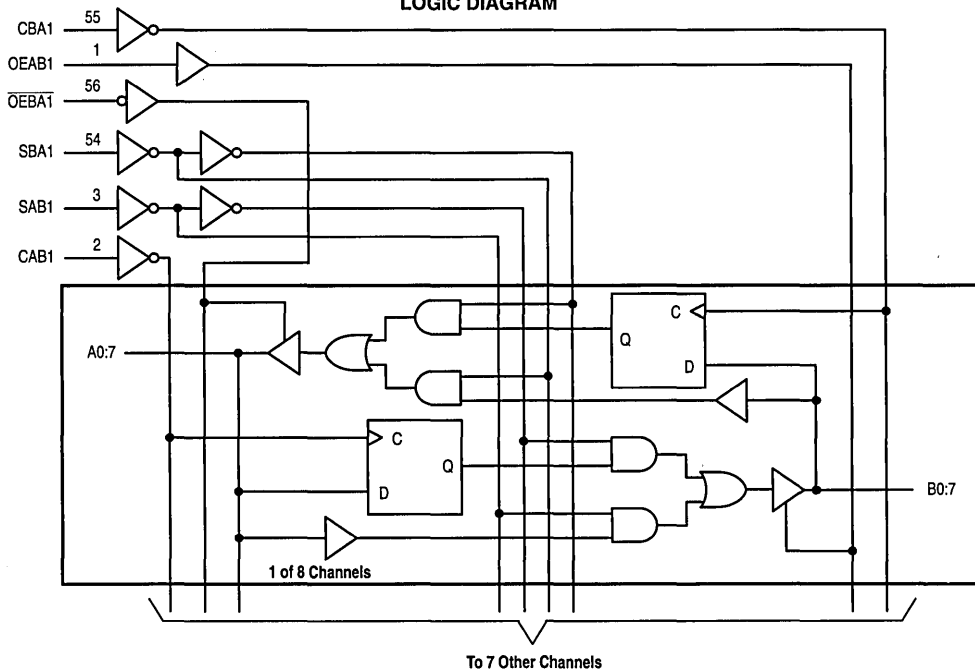 LOGIC DIAGRAM
CBA1 55
OEAB1 1
OEBA1 56
SBA1 54
SAB1 3
CAB1 2
A0:7
C
Q
D
C
Q
D
B0:7
1 of 8 Channels
To 7 Other Channels